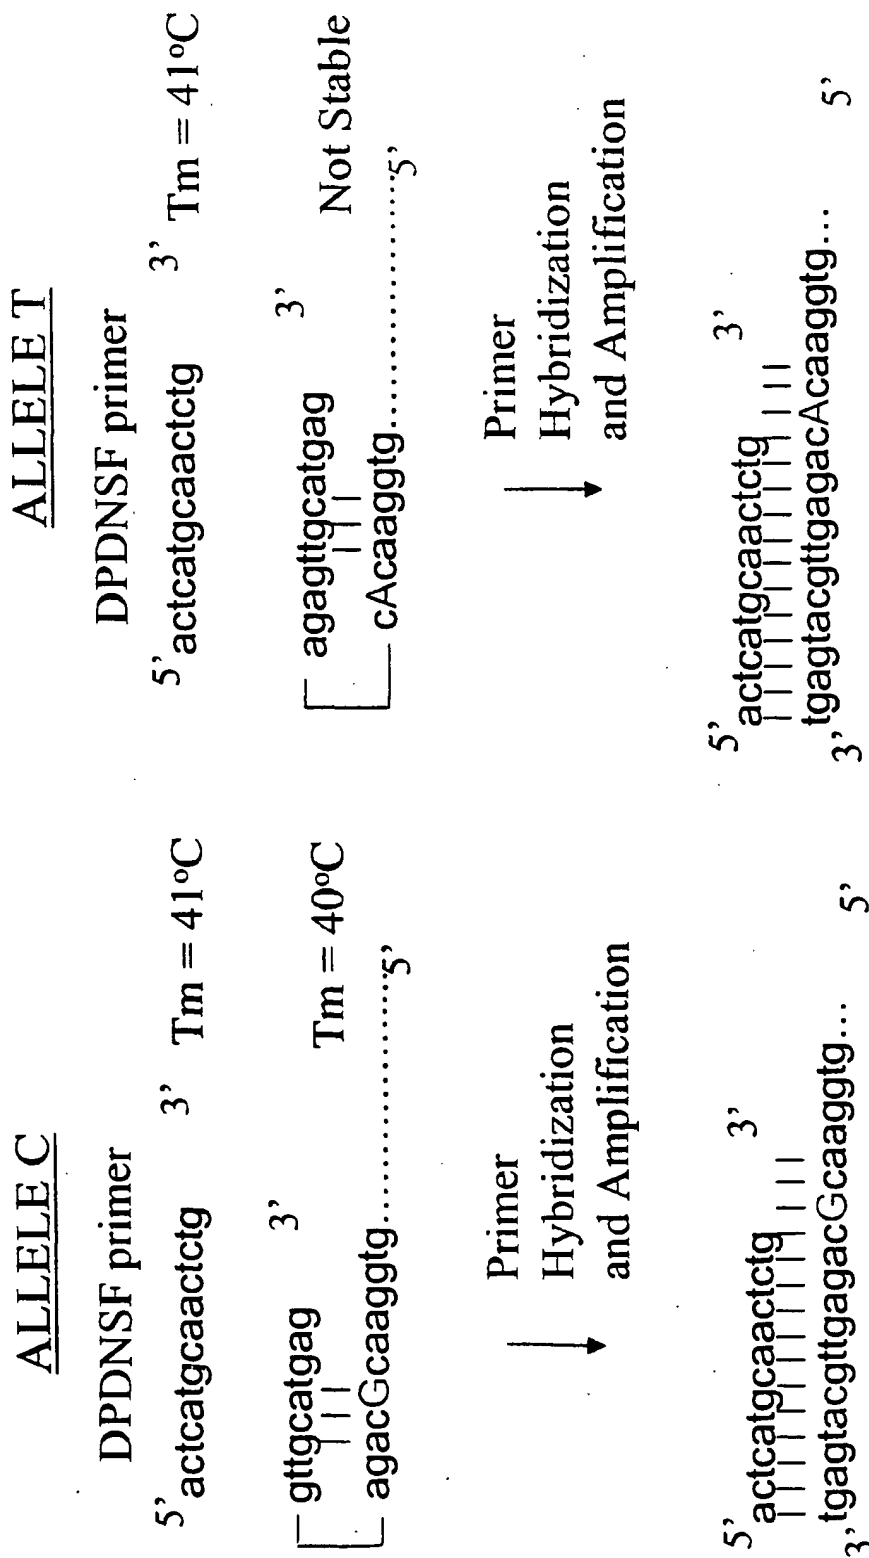 ALLELE C
DPDNSF primer
5’ actcatgcaactctg 3’ Tm = 41°C
gttgcatgag 3’
agacGcaaggtg..................5’ Tm = 40°C
Primer
Hybridization
and Amplification
5’ actcatgcaactctg 3’
3’ tgagtacgttgagacGcaaggtg... 5’
ALLELE T
DPDNSF primer
5’ actcatgcaactctg 3’ Tm = 41°C
agagttgcatgag 3’
cAcaaggtg..................5’ Not Stable
Primer
Hybridization
and Amplification
5’ actcatgcaactctg 3’
3’ tgagtacgttgagacAcaaggtg... 5’